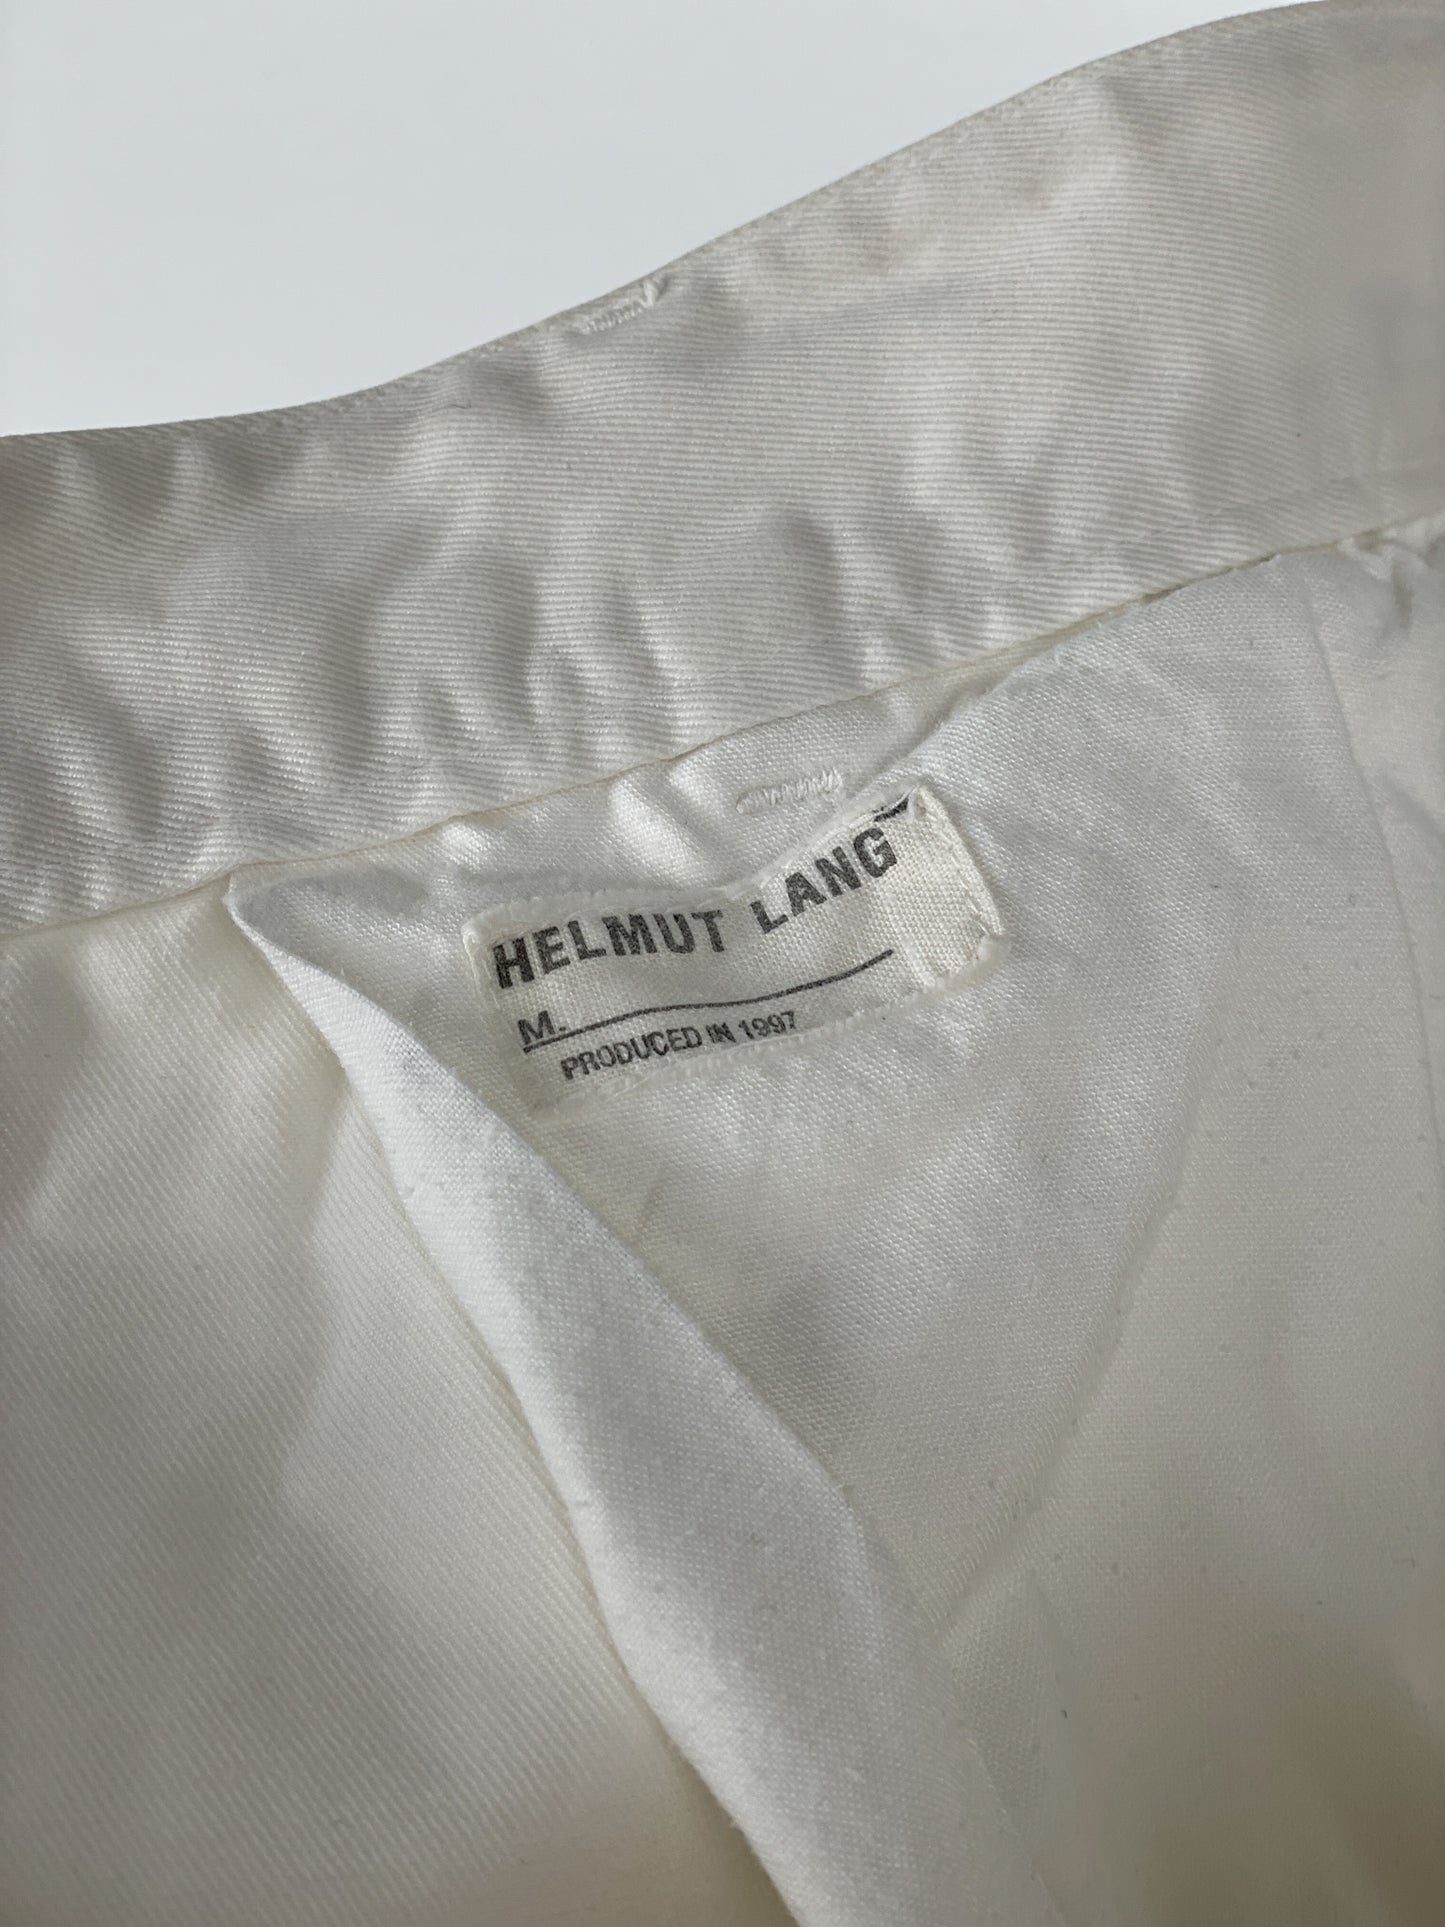 HELMUT LANG
M.
PRODUCED IN 1997